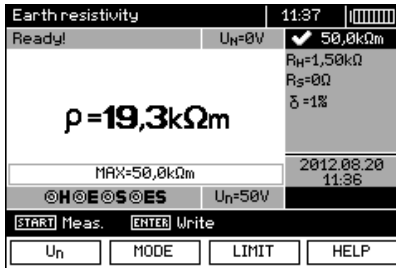 Earth resistivity 11:37
Ready! UN=0V ✔ 50,0kΩm
RH=1,50kΩ
RS=0Ω
δ=1%
ρ=19,3kΩm
MAX=50,0kΩm
2012.08.20
11:36
⊚H⊚E⊚S⊚ES Un=50V
START Meas. ENTER Write
Un MODE LIMIT HELP